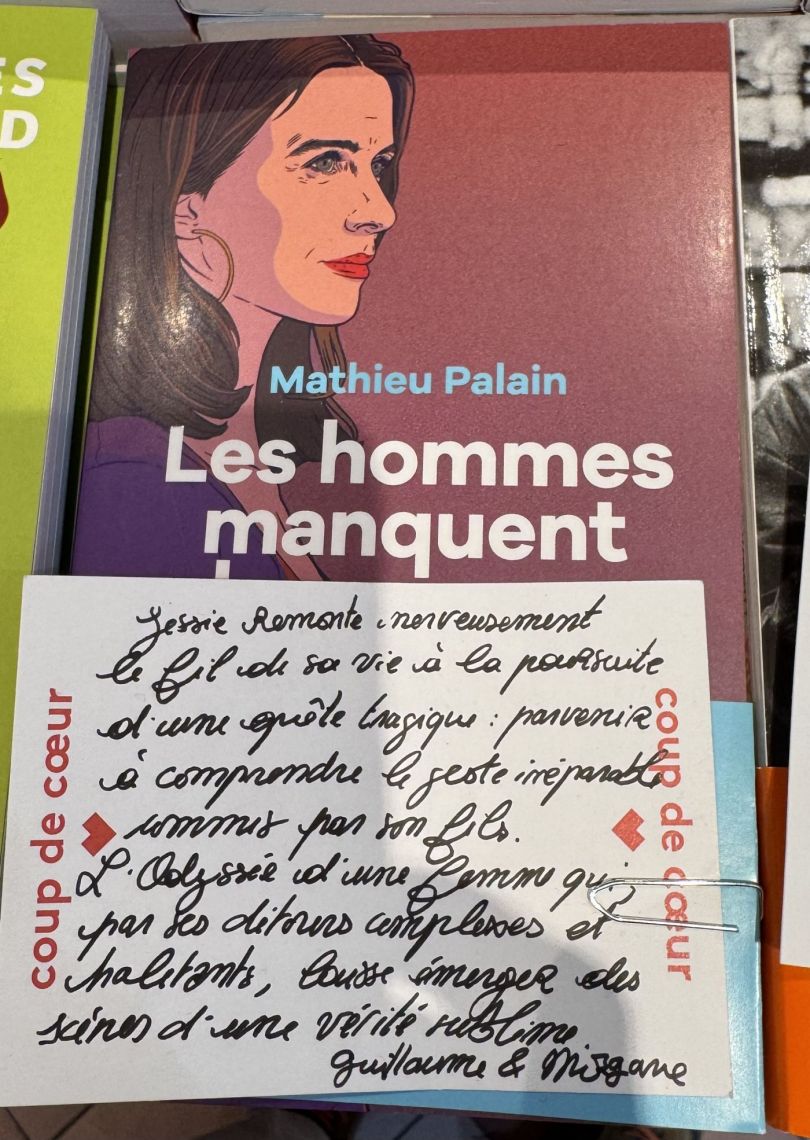 ES
D
Mathieu Palain
Les hommes
manquent
coup de cœur
coup de cœur
Jessie Remonte nerveusement
le fil de sa vie à la poursuite
d'une quête tragique : parvenir
à comprendre le geste irréparable
commis par son fils.
L'Odyssée d'une femme qui,
par ses détours complexes et
haletants, laisse émerger des
scènes d'une vérité sublime
Guillaume & Morgane